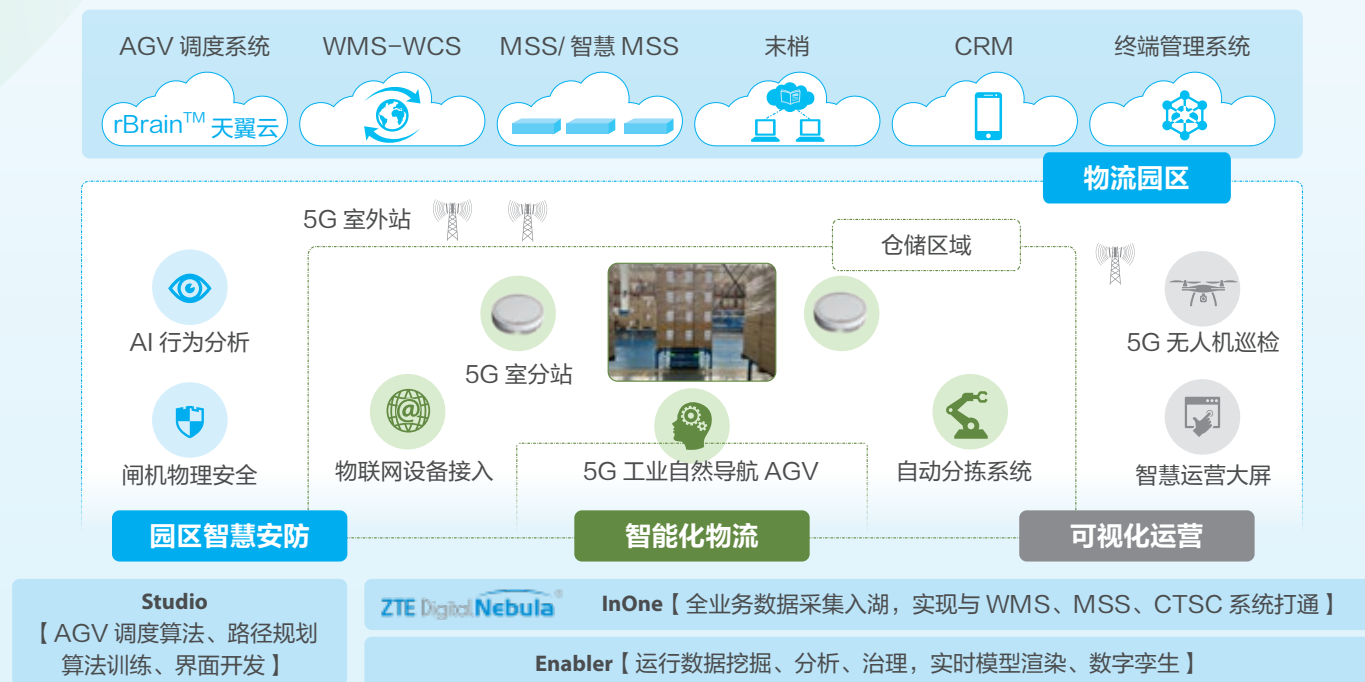 AGV 调度系统
WMS-WCS
MSS/ 智慧 MSS
末梢
CRM
终端管理系统
rBrain™ 天翼云
物流园区
5G 室外站
仓储区域
AI 行为分析
5G 室分站
5G 无人机巡检
闸机物理安全
物联网设备接入
5G 工业自然导航 AGV
自动分拣系统
智慧运营大屏
园区智慧安防
智能化物流
可视化运营
Studio
【 AGV 调度算法、路径规划
算法训练、界面开发 】
ZTE Digital Nebula® InOne【 全业务数据采集入湖，实现与 WMS、MSS、CTSC 系统打通 】
Enabler【 运行数据挖掘、分析、治理，实时模型渲染、数字孪生 】